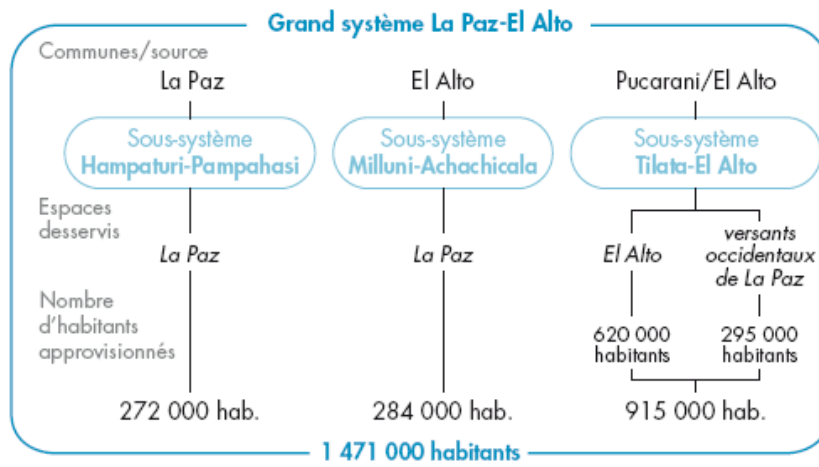 Grand système La Paz-El Alto
Communes/source
La Paz
El Alto
Pucarani/El Alto
Sous-système
Hampaturi-Pampahasi
Sous-système
Milluni-Achachicala
Sous-système
Tilata-El Alto
Espaces
desservis
La Paz
La Paz
El Alto
versants
occidentaux
de La Paz
Nombre
d'habitants
approvisionnés
620 000
habitants
295 000
habitants
272 000 hab.
284 000 hab.
915 000 hab.
1 471 000 habitants